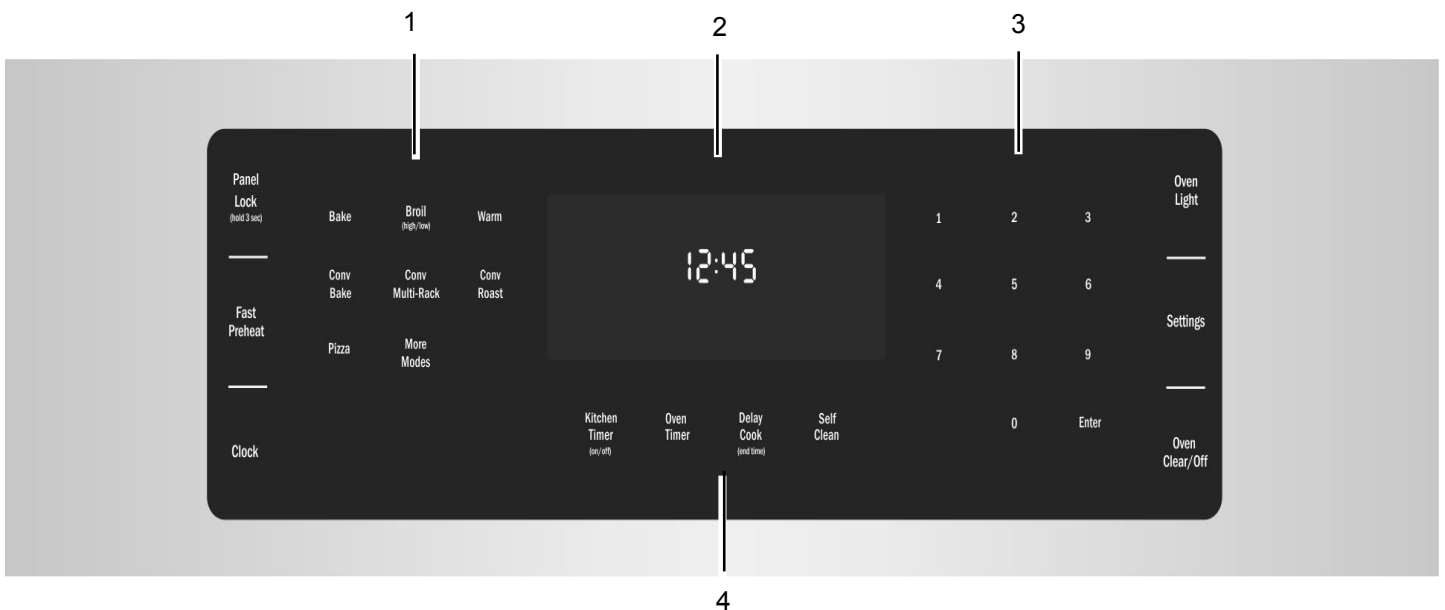 1
2
3
Panel
Lock
(hold 3 sec)
Fast
Preheat
Clock
Bake
Broil
(high/low)
Warm
Conv
Bake
Conv
Multi-Rack
Conv
Roast
Pizza
More
Modes
12:45
Kitchen
Timer
(on/off)
Oven
Timer
Delay
Cook
(end time)
Self
Clean
1 2 3
4 5 6
7 8 9
0 Enter
Oven
Light
Settings
Oven
Clear/Off
4